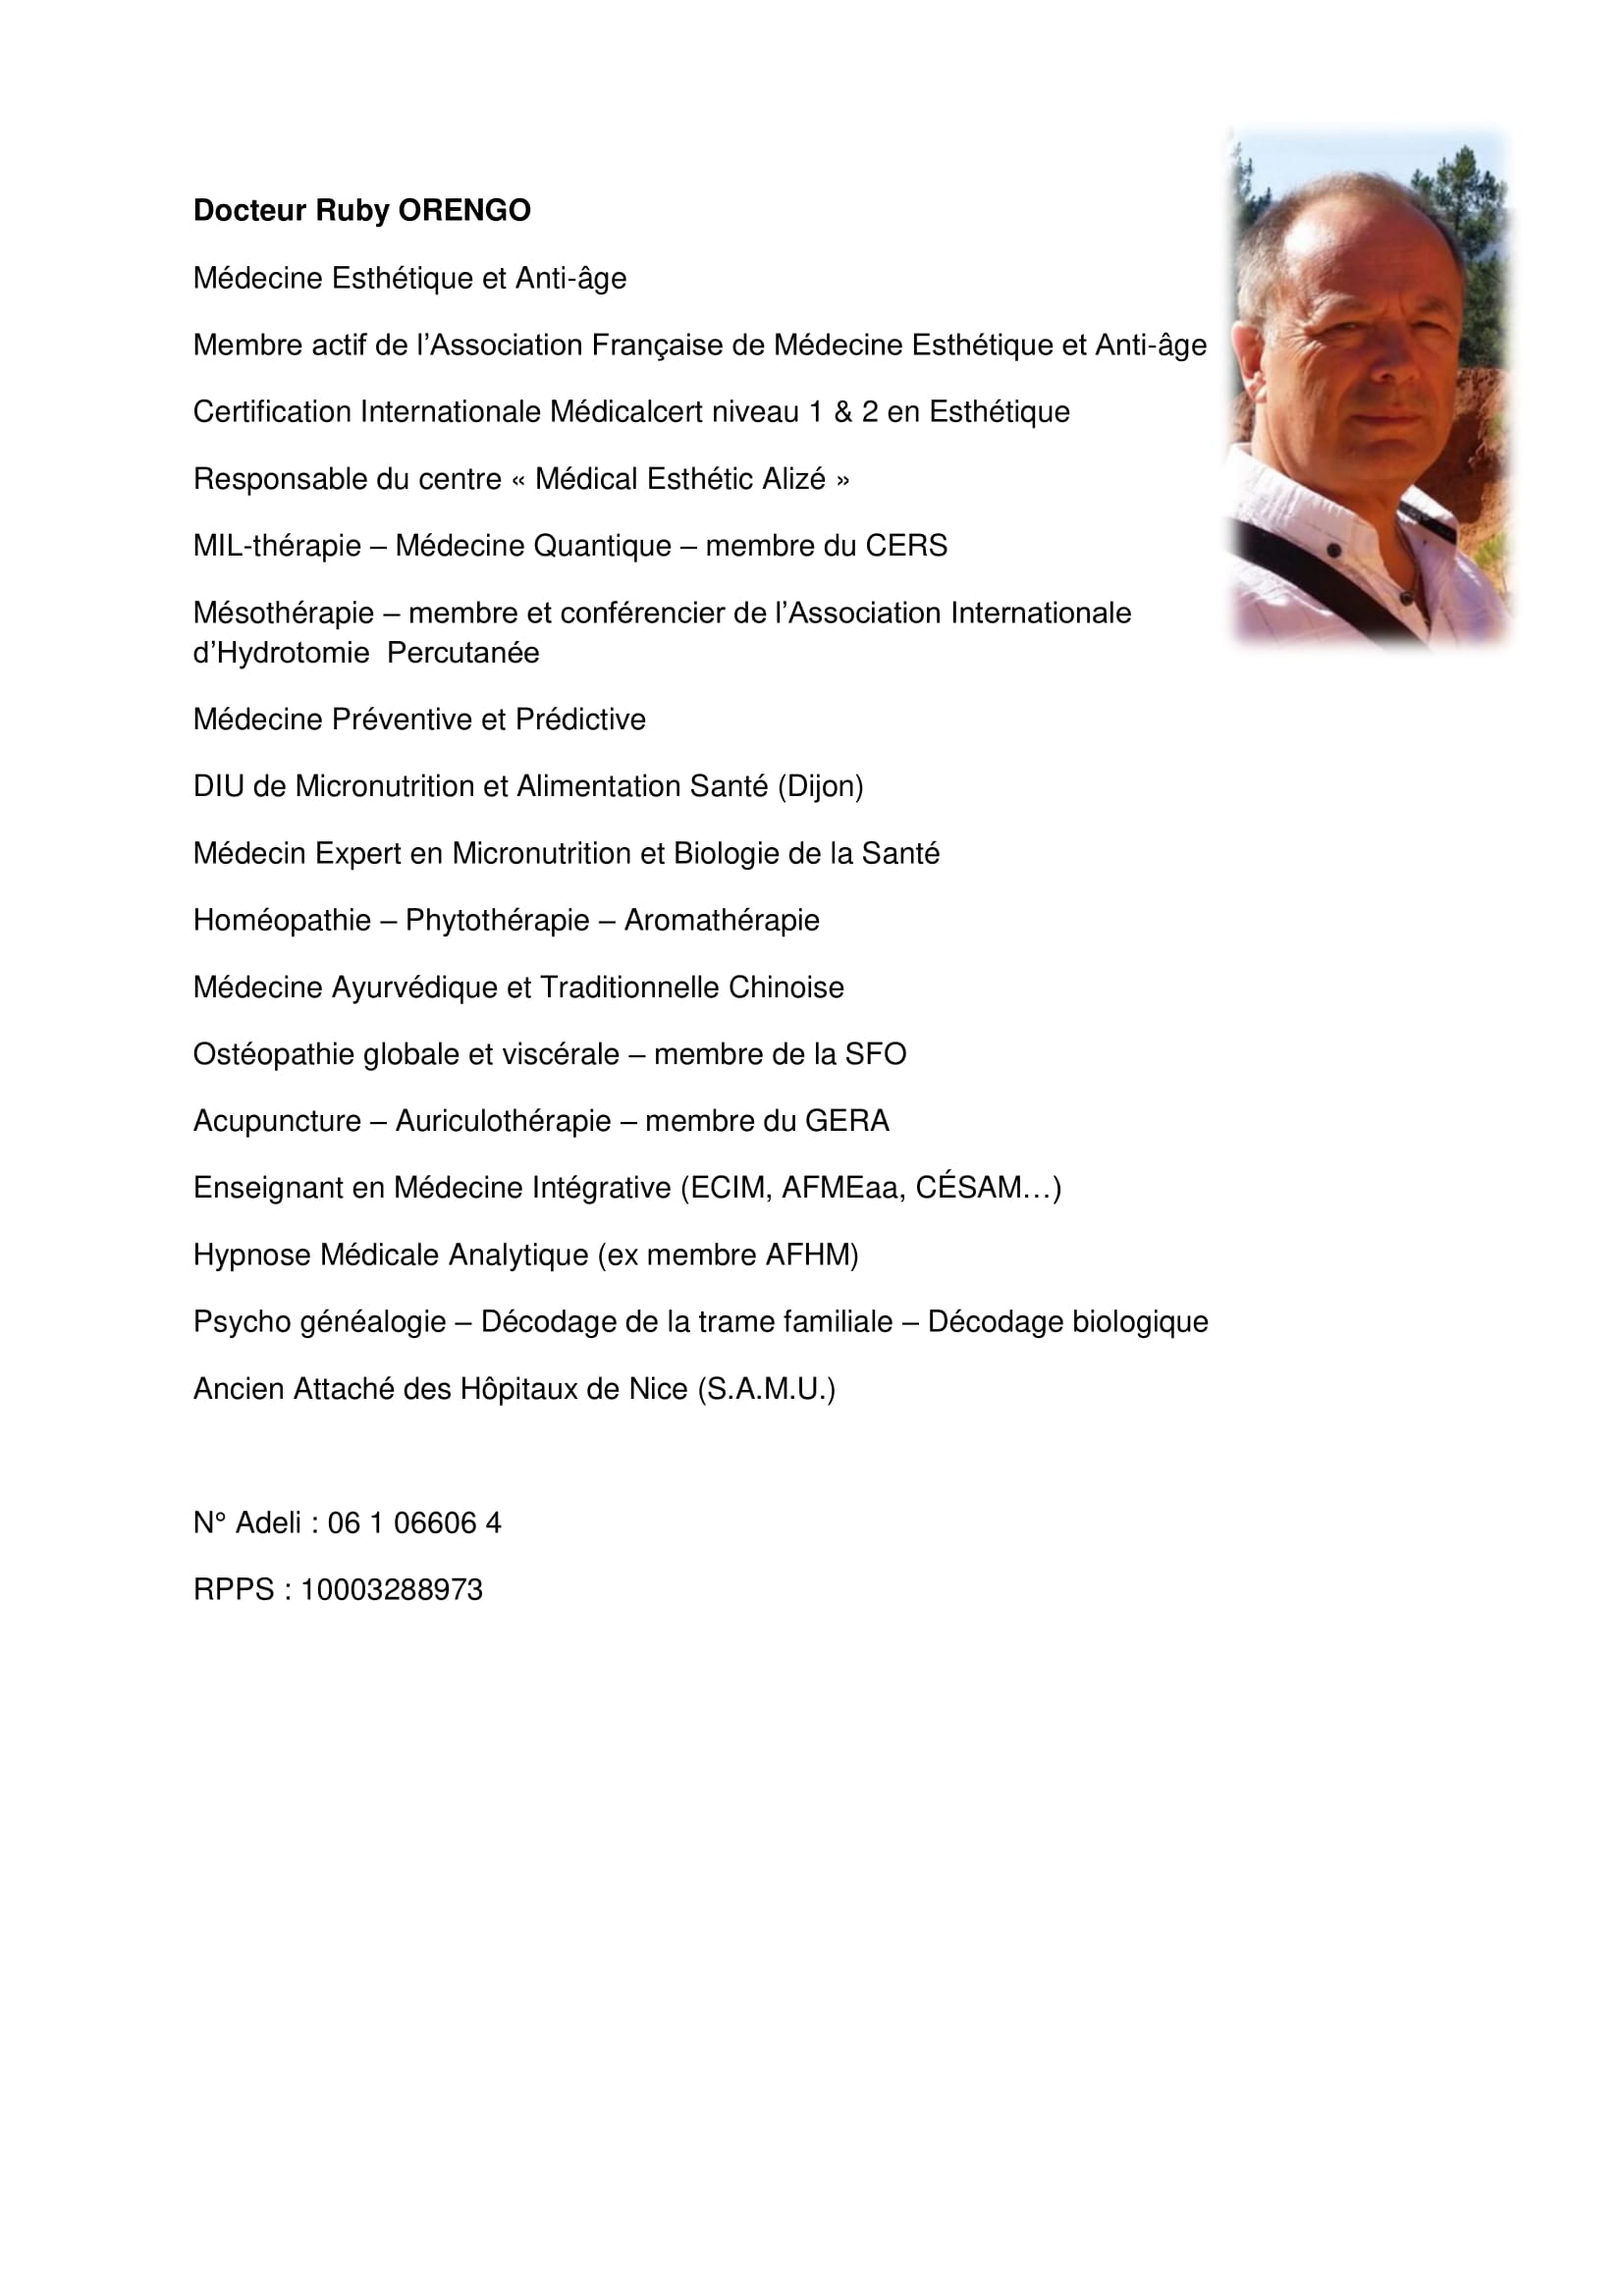 Docteur Ruby ORENGO
Médecine Esthétique et Anti-âge
Membre actif de l’Association Française de Médecine Esthétique et Anti-âge
Certification Internationale Médicalcert niveau 1 & 2 en Esthétique
Responsable du centre « Médical Esthétic Alizé »
MIL-thérapie – Médecine Quantique – membre du CERS
Mésothérapie – membre et conférencier de l’Association Internationale
d’Hydrotomie  Percutanée
Médecine Préventive et Prédictive
DIU de Micronutrition et Alimentation Santé (Dijon)
Médecin Expert en Micronutrition et Biologie de la Santé
Homéopathie – Phytothérapie – Aromathérapie
Médecine Ayurvédique et Traditionnelle Chinoise
Ostéopathie globale et viscérale – membre de la SFO
Acupuncture – Auriculothérapie – membre du GERA
Enseignant en Médecine Intégrative (ECIM, AFMEaa, CÉSAM…)
Hypnose Médicale Analytique (ex membre AFHM)
Psycho généalogie – Décodage de la trame familiale – Décodage biologique
Ancien Attaché des Hôpitaux de Nice (S.A.M.U.)
N° Adeli : 06 1 06606 4
RPPS : 10003288973